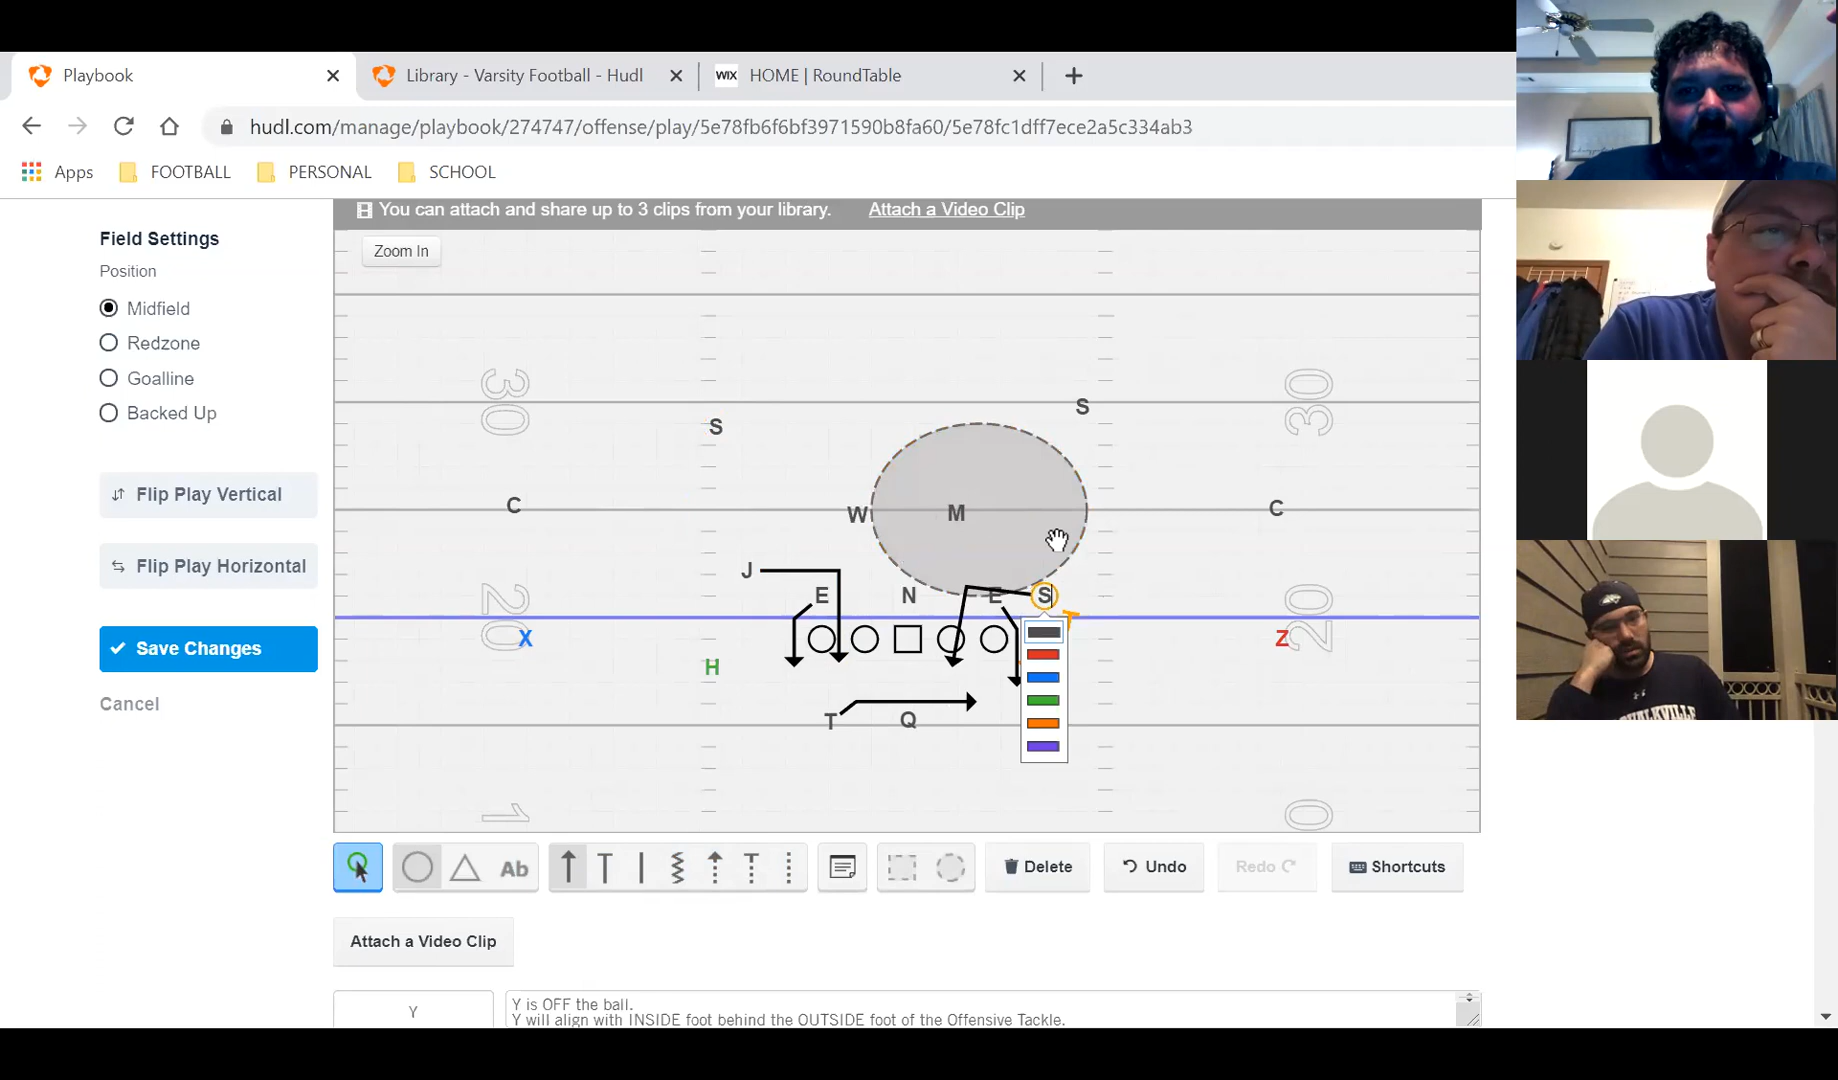 Playbook
Library - Varsity Football - Hudl
WIX HOME | RoundTable
hudl.com/manage/playbook/274747/offense/play/5e78fb6f6bf3971590b8fa60/5e78fc1dff7ece2a5c334ab3
Apps FOOTBALL PERSONAL SCHOOL
You can attach and share up to 3 clips from your library. Attach a Video Clip
Field Settings
Position
Midfield
Redzone
Goalline
Backed Up
Flip Play Vertical
Flip Play Horizontal
Save Changes
Cancel
Zoom In
30 30
S S
C W M C
J E N E S
20 20
X Z
H
T Q
1 0
Ab
Delete Undo Redo Shortcuts
Attach a Video Clip
Y
Y is OFF the ball.
Y will align with INSIDE foot behind the OUTSIDE foot of the Offensive Tackle.